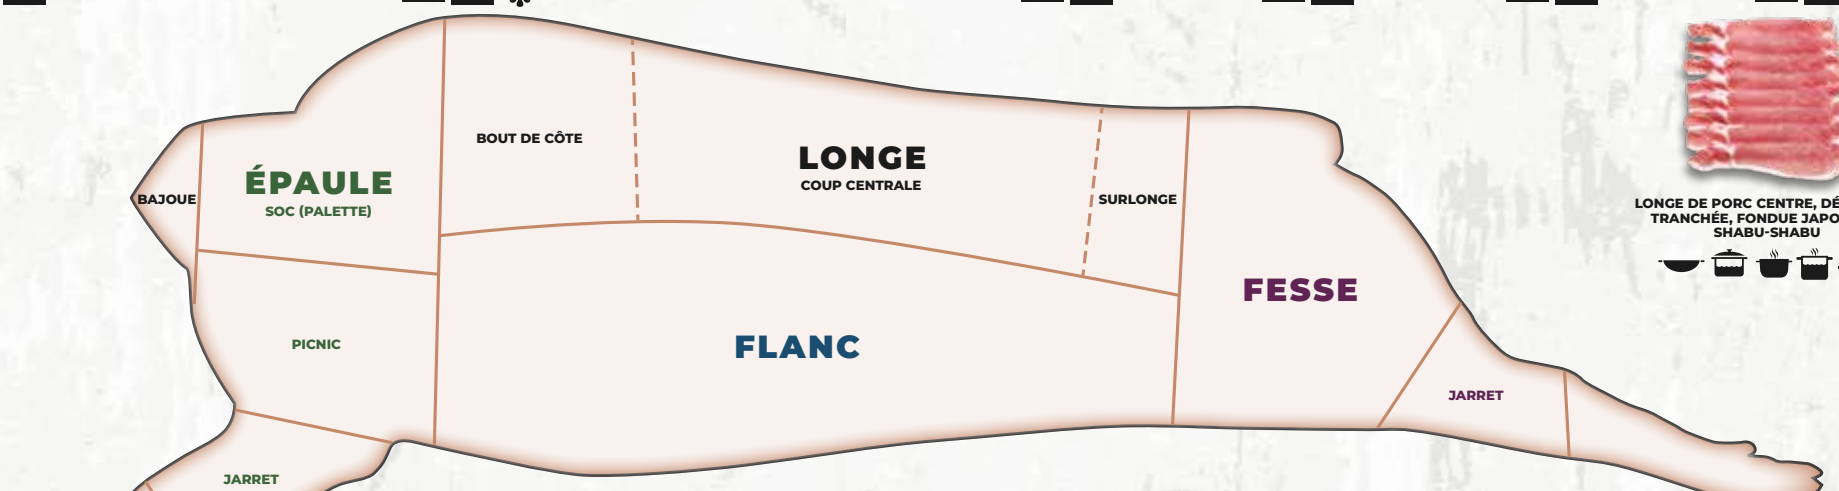 BOUT DE CÔTE
LONGE
COUP CENTRALE
ÉPAULE
SOC (PALETTE)
BAJOUE
SURLONGE
LONGE DE PORC CENTRE,
TRANCHÉE, FONDUE
SHABU-SHABU
FESSE
PICNIC
FLANC
JARRET
JARRET